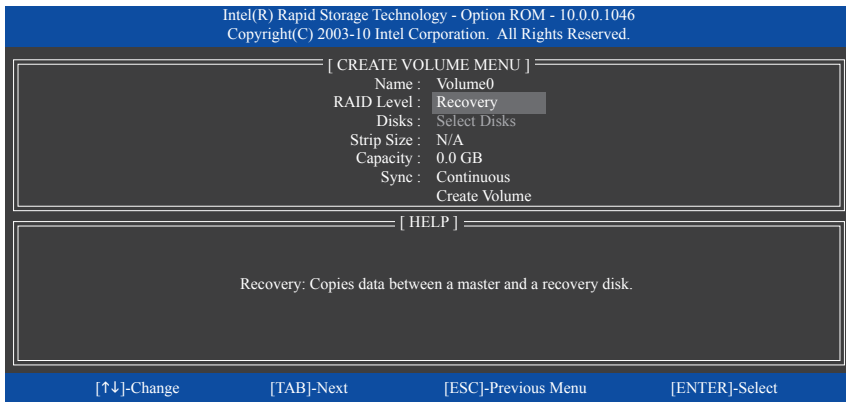 Intel(R) Rapid Storage Technology - Option ROM - 10.0.0.1046
Copyright(C) 2003-10 Intel Corporation. All Rights Reserved.
[ CREATE VOLUME MENU ]
Name : Volume0
RAID Level : Recovery
Disks : Select Disks
Strip Size : N/A
Capacity : 0.0 GB
Sync : Continuous
Create Volume
[ HELP ]
Recovery: Copies data between a master and a recovery disk.
[↑↓]-Change [TAB]-Next [ESC]-Previous Menu [ENTER]-Select